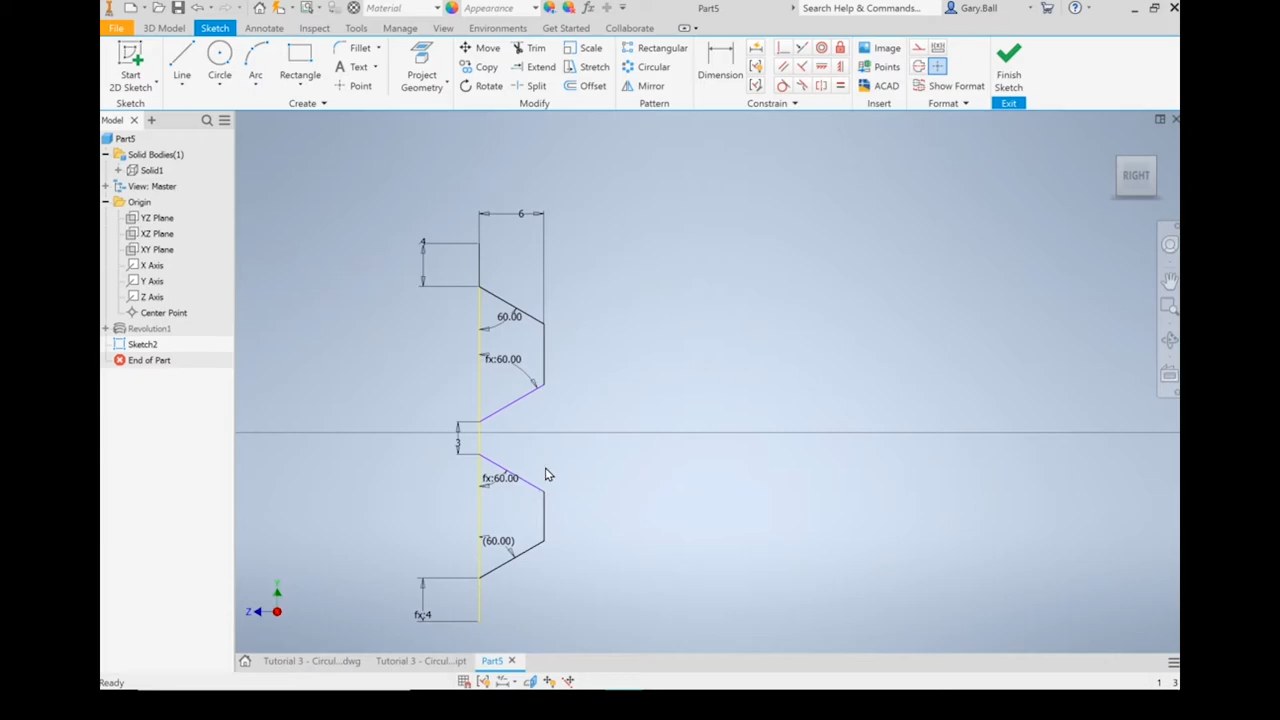 Material
Appearance
Part5
Search Help & Commands...
Gary.Ball
File
3D Model
Sketch
Annotate
Inspect
Tools
Manage
View
Environments
Get Started
Collaborate
Start
2D Sketch
Line
Circle
Arc
Rectangle
Fillet
Text
Point
Project
Geometry
Move
Copy
Rotate
Trim
Extend
Split
Scale
Stretch
Offset
Rectangular
Circular
Mirror
Dimension
Image
Points
ACAD
Show Format
Finish
Sketch
Sketch
Create
Modify
Pattern
Constrain
Insert
Format
Exit
Model
Part5
Solid Bodies(1)
Solid1
View: Master
Origin
YZ Plane
XZ Plane
XY Plane
X Axis
Y Axis
Z Axis
Center Point
Revolution1
Sketch2
End of Part
RIGHT
6
4
60.00
fx:60.00
3
fx:60.00
(60.00)
fx:4
Y
Z
Tutorial 3 - Circul...dwg
Tutorial 3 - Circul...ipt
Part5
Ready
1
3